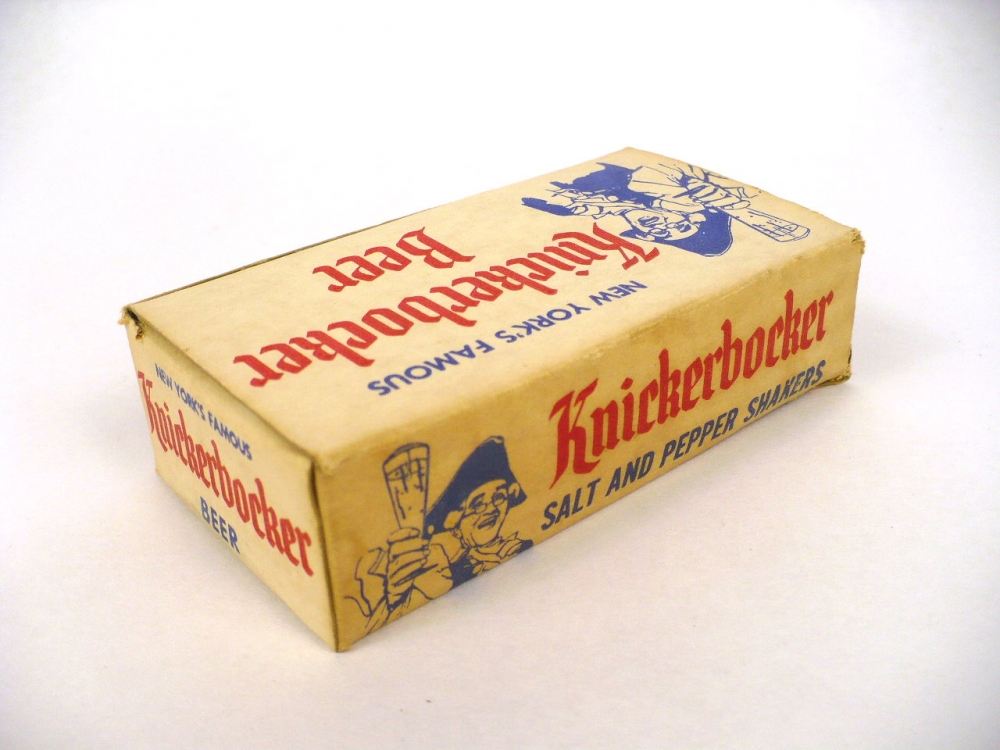 NEW YORK'S FAMOUS
Knickerbocker
Beer
NEW YORK'S FAMOUS
Knickerbocker
BEER
Knickerbocker
SALT AND PEPPER SHAKERS